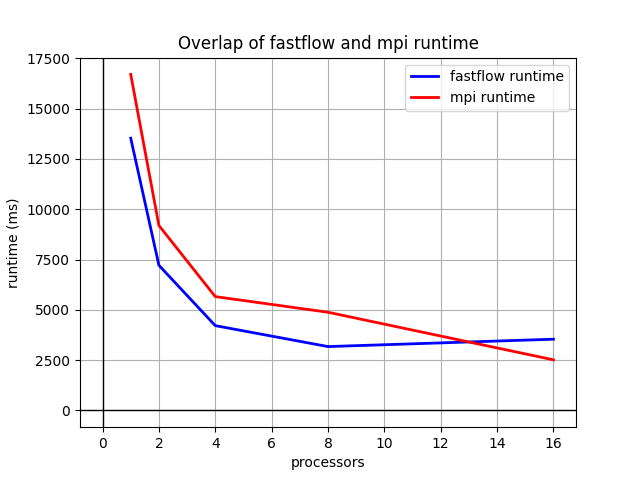 Overlap of fastflow and mpi runtime
fastflow runtime
mpi runtime
runtime (ms)
17500
15000
12500
10000
7500
5000
2500
0
0 2 4 6 8 10 12 14 16
processors